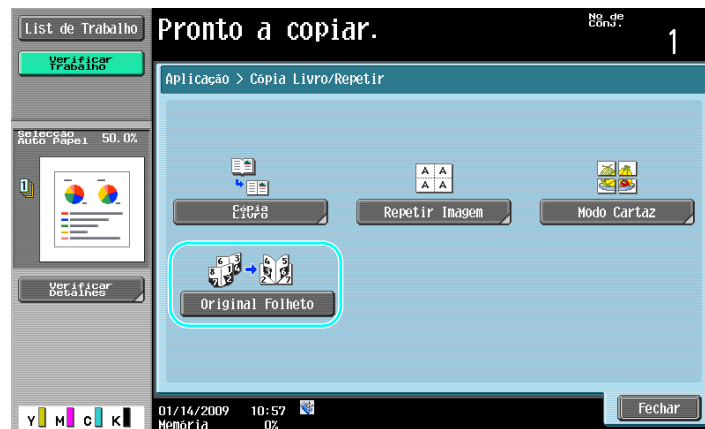 List de Trabalho
Pronto a copiar.
No de
Conj.
1
Verificar
Trabalho
Aplicação > Cópia Livro/Repetir
Selecção
Auto Papel
50.0%
1
Cópia
Livro
Repetir Imagem
Modo Cartaz
Original Folheto
Verificar
Detalhes
Fechar
Y M C K
01/14/2009 10:57
Memória 0%